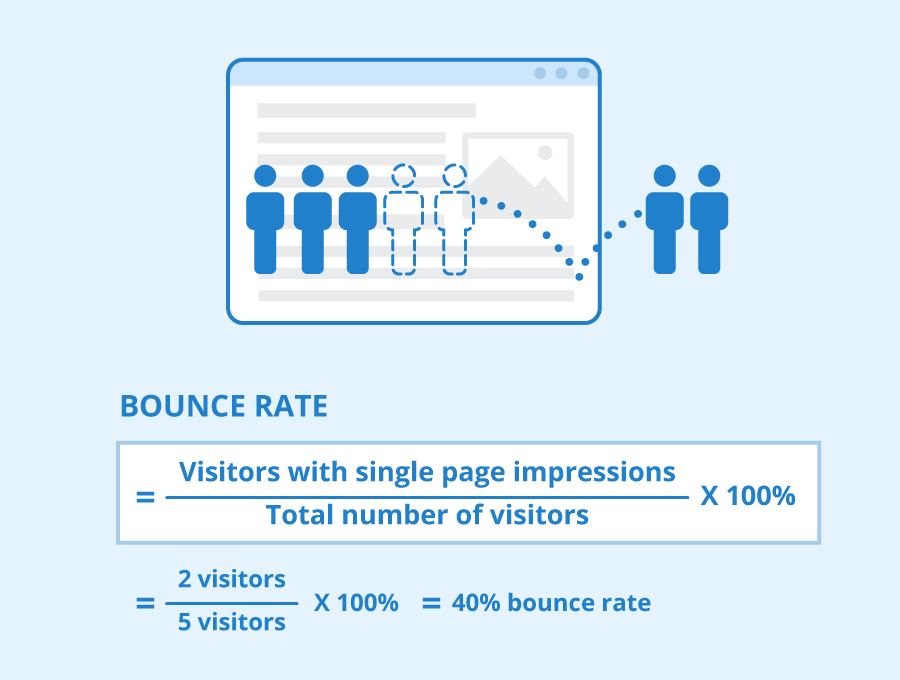 BOUNCE RATE
= Visitors with single page impressions
Total number of visitors
X 100%
= 2 visitors
5 visitors
X 100% = 40% bounce rate